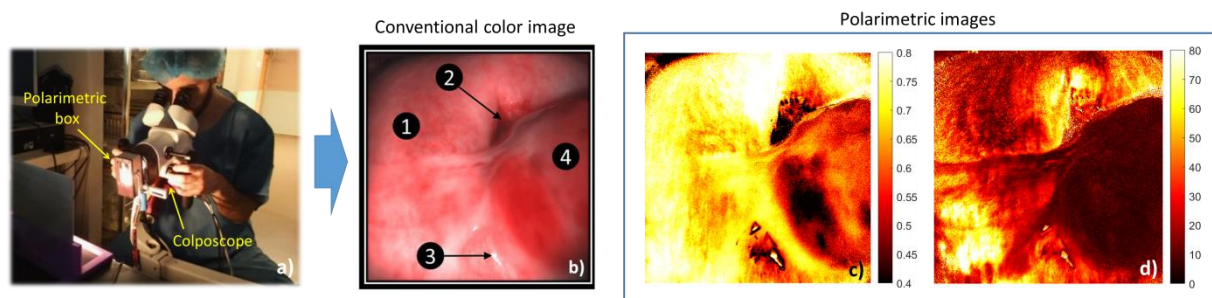 Conventional color image
Polarimetric images
Polarimetric
box
Colposcope
a)
1
2
3
4
b)
c)
0.8
0.75
0.7
0.65
0.6
0.55
0.5
0.45
0.4
d)
80
70
60
50
40
30
20
10
0